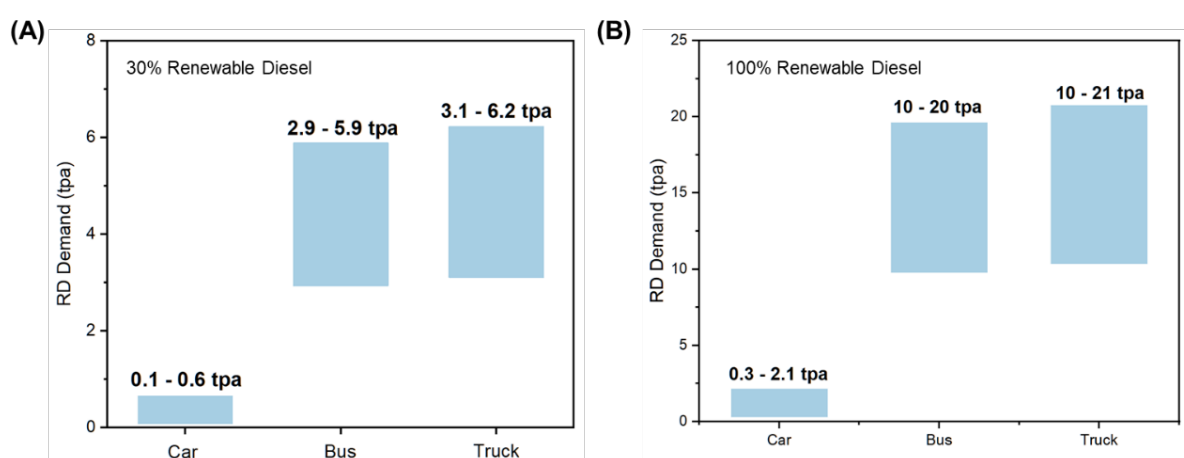 (A)
8
6
4
2
0
RD Demand (tpa)
30% Renewable Diesel
0.1 - 0.6 tpa
2.9 - 5.9 tpa
3.1 - 6.2 tpa
Car Bus Truck
(B)
25
20
15
10
5
0
RD Demand (tpa)
100% Renewable Diesel
0.3 - 2.1 tpa
10 - 20 tpa
10 - 21 tpa
Car Bus Truck